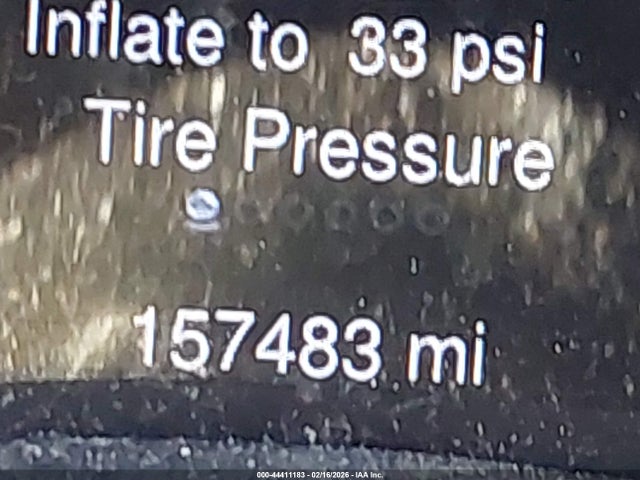 Inflate to 33 psi
Tire Pressure
157483 mi
000-44411183 - 02/16/2026 - IAA Inc.